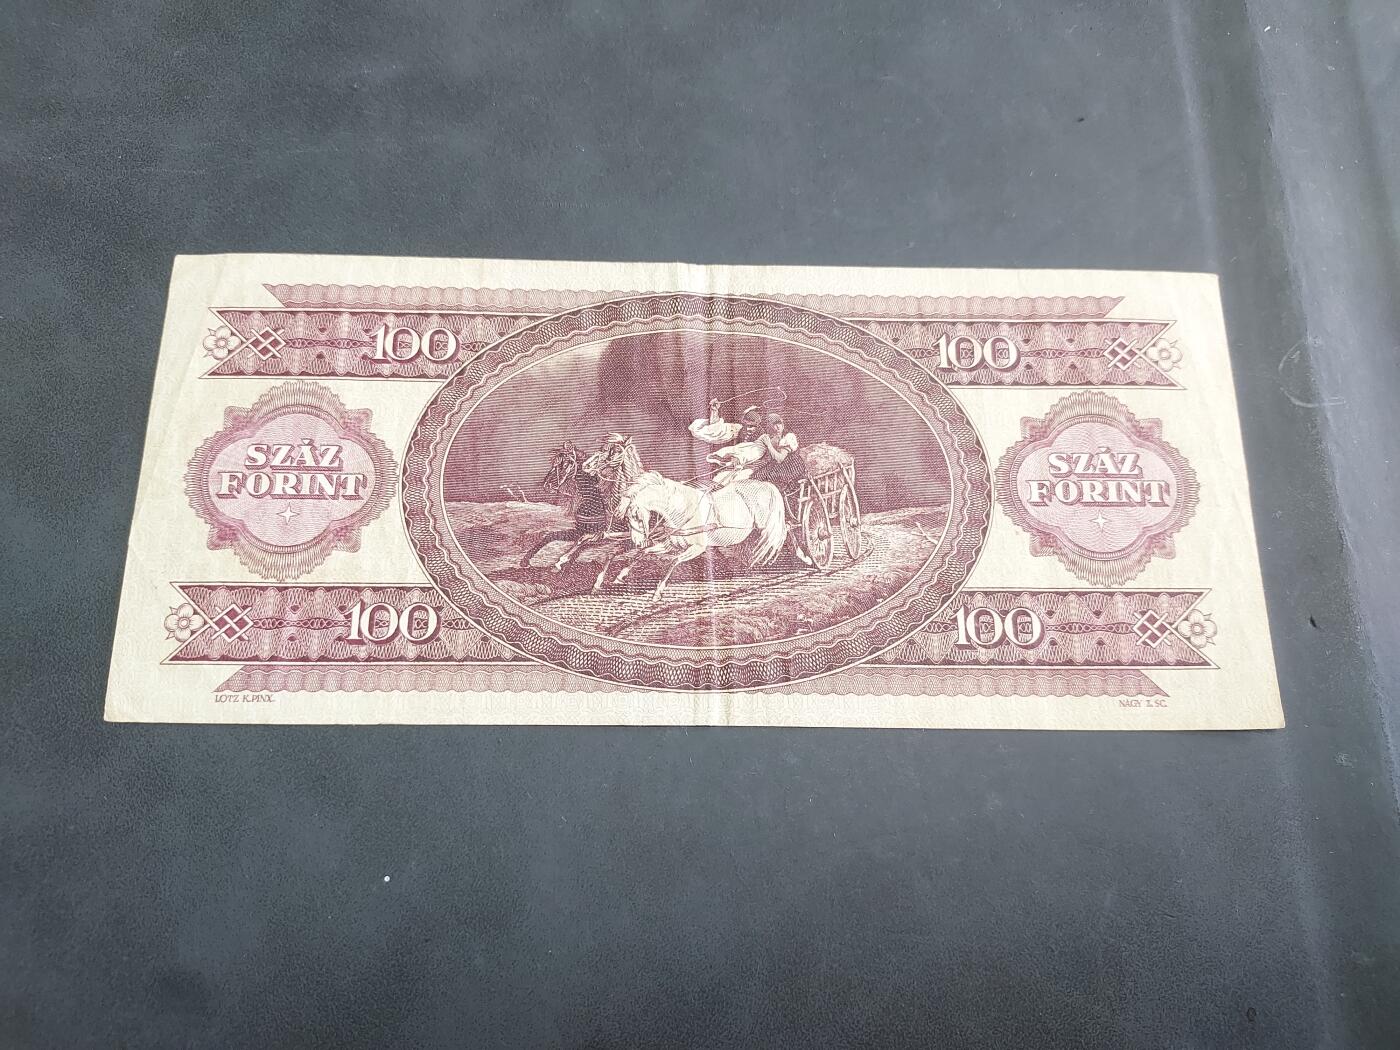 100
100
SZÁZ
FORINT
SZÁZ
FORINT
100
100
LOTZ K. PINX.
NAGY Z. SC.